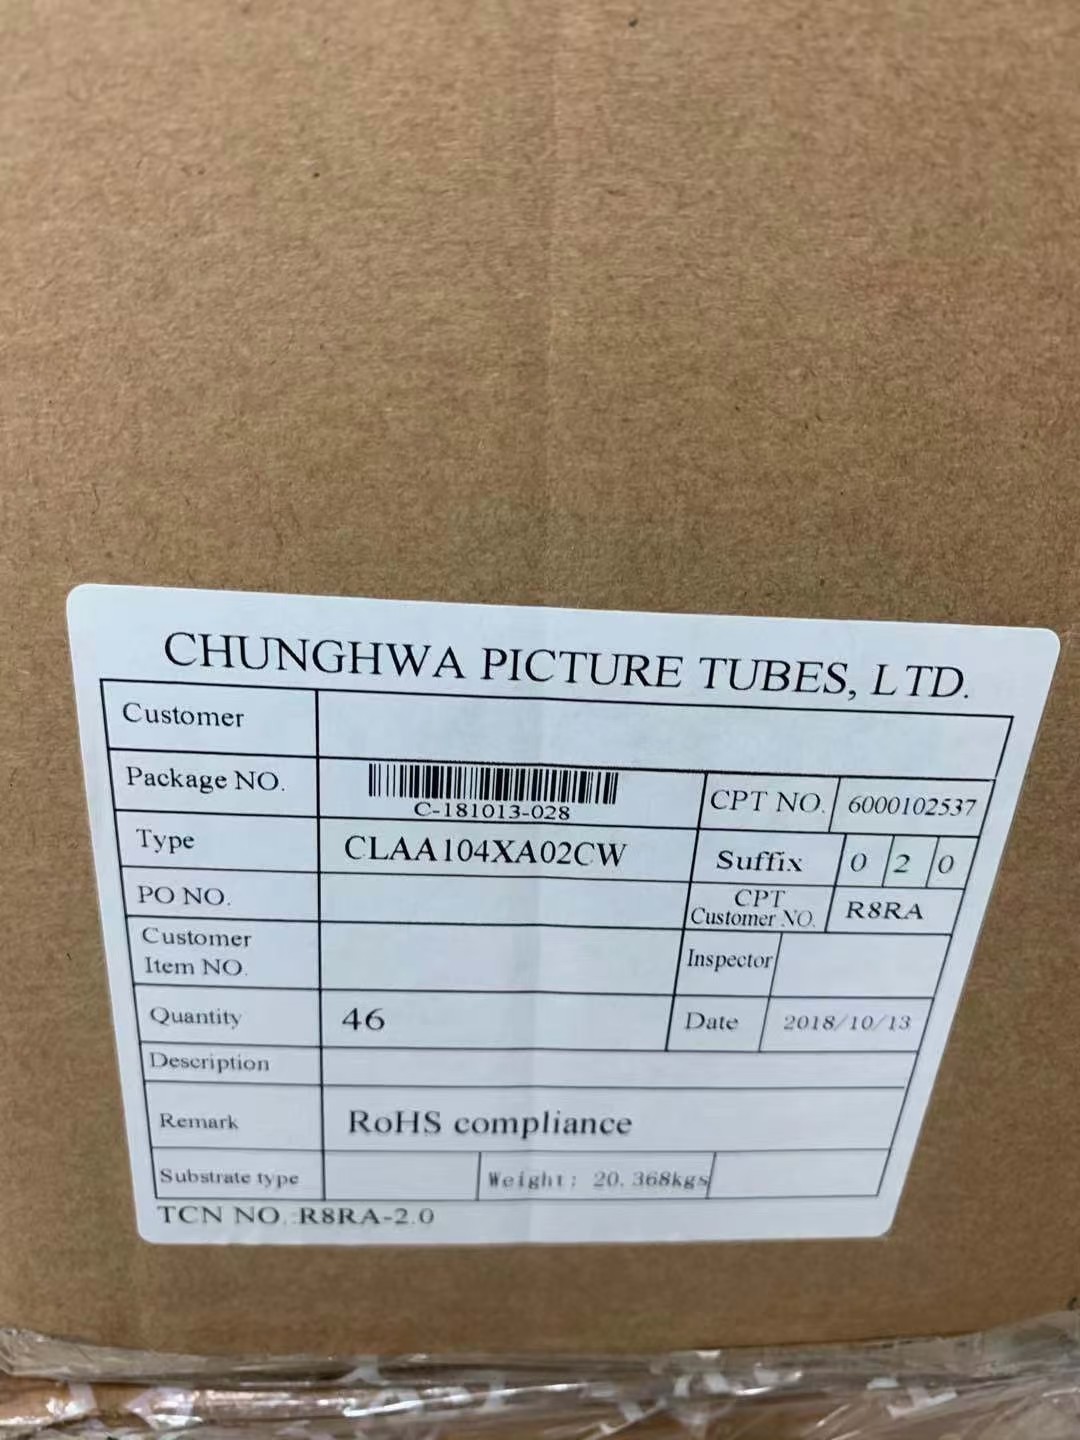 CHUNGHWA PICTURE TUBES, LTD.
Customer
Package NO. C-181013-028 CPT NO. 6000102537
Type CLAA104XA02CW Suffix 0 2 0
PO NO. CPT Customer NO. R8RA
Customer Item NO. Inspector
Quantity 46 Date 2018/10/13
Description
Remark RoHS compliance
Substrate type Weight: 20.368kgs
TCN NO.:R8RA-2.0